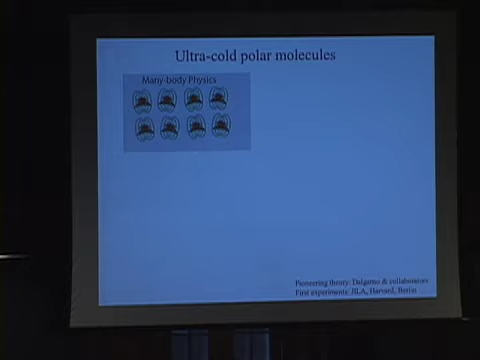 Ultra-cold polar molecules
Many-body Physics
Pioneering theory: Dalgarno & collaborators
First experiments: JILA, Harvard, Berlin